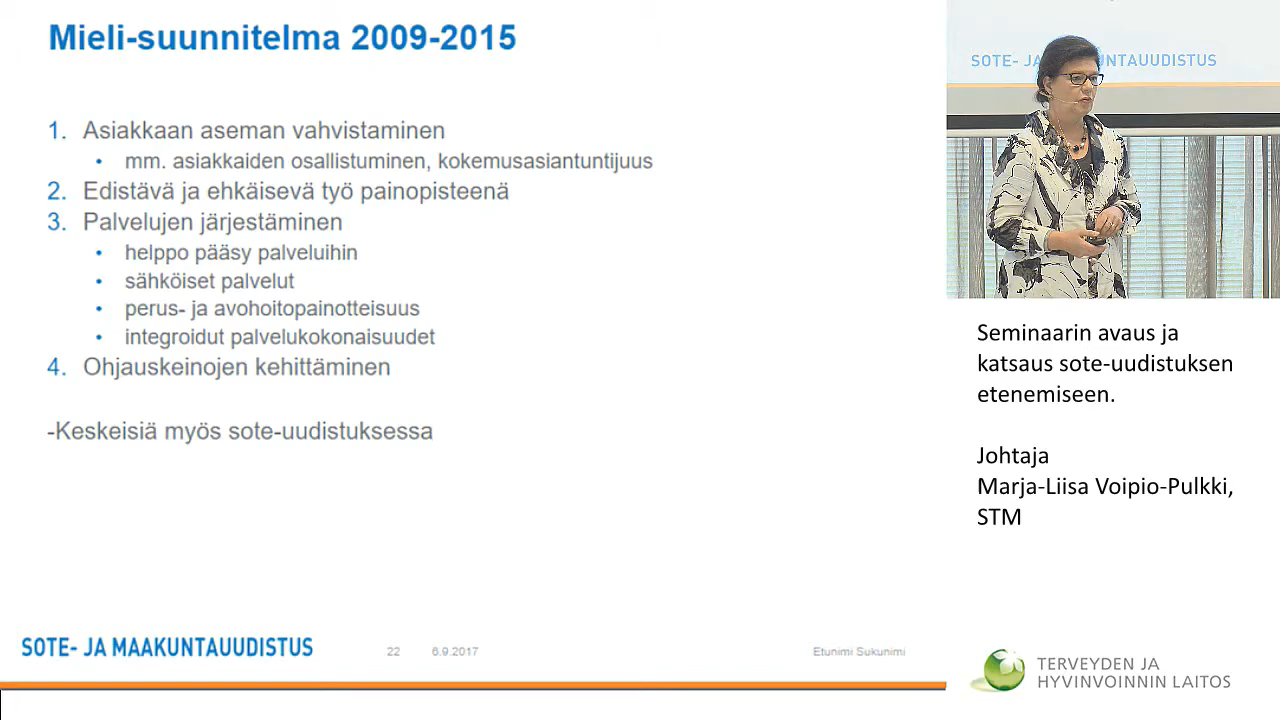 Mieli-suunnitelma 2009-2015
1. Asiakkaan aseman vahvistaminen
• mm. asiakkaiden osallistuminen, kokemusasiantuntijuus
2. Edistävä ja ehkäisevä työ painopisteenä
3. Palvelujen järjestäminen
• helppo pääsy palveluihin
• sähköiset palvelut
• perus- ja avohoitopainotteisuus
• integroidut palvelukokonaisuudet
4. Ohjauskeinojen kehittäminen
-Keskeisiä myös sote-uudistuksessa
SOTE- JA MAAKUNTAUUDISTUS
22
6.9.2017
Etunimi Sukunimi
SOTE- JA UNTAUUDISTUS
Seminaarin avaus ja
katsaus sote-uudistuksen
etenemiseen.
Johtaja
Marja-Liisa Voipio-Pulkki,
STM
TERVEYDEN JA
HYVINVOINNIN LAITOS